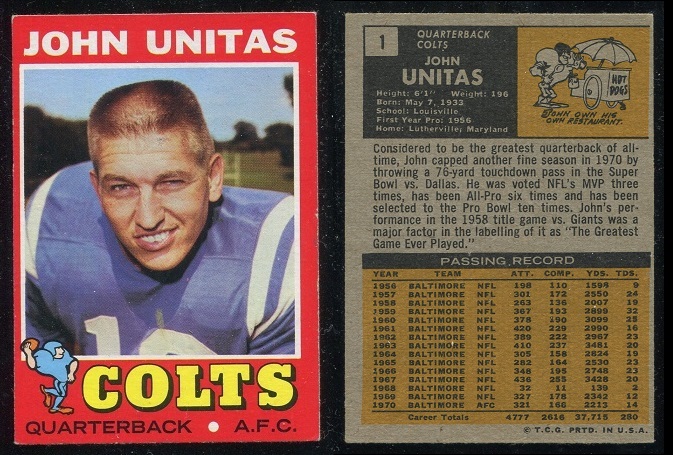 JOHN UNITAS
COLTS
QUARTERBACK • A.F.C.
1
QUARTERBACK
COLTS
JOHN
UNITAS
Height: 6'1" Weight: 196
Born: May 7, 1933
School: Louisville
First Year Pro: 1956
Home: Lutherville, Maryland
HOT
DOGS
JOHN OWN HIS
OWN RESTAURANT.
Considered to be the greatest quarterback of all-
time, John capped another fine season in 1970 by
throwing a 76-yard touchdown pass in the Super
Bowl vs. Dallas. He was voted NFL's MVP three
times, has been All-Pro six times and has been
selected to the Pro Bowl ten times. John's per-
formance in the 1958 title game vs. Giants was a
major factor in the labelling of it as "The Greatest
Game Ever Played."
PASSING RECORD
YEAR TEAM ATT. COMP. YDS. TDS.
1956 BALTIMORE NFL 198 110 1598 9
1957 BALTIMORE NFL 301 172 2550 24
1958 BALTIMORE NFL 263 136 2007 19
1959 BALTIMORE NFL 367 193 2899 32
1960 BALTIMORE NFL 378 190 3099 25
1961 BALTIMORE NFL 420 229 2990 16
1962 BALTIMORE NFL 389 222 2967 23
1963 BALTIMORE NFL 410 237 3481 20
1964 BALTIMORE NFL 305 158 2824 19
1965 BALTIMORE NFL 282 164 2530 23
1966 BALTIMORE NFL 348 195 2748 23
1967 BALTIMORE NFL 436 255 3428 20
1968 BALTIMORE NFL 32 11 139 2
1969 BALTIMORE NFL 327 178 2342 12
1970 BALTIMORE AFC 321 166 2213 14
Career Totals 4777 2616 37,715 280
© T.C.G. PRTD. IN U.S.A.